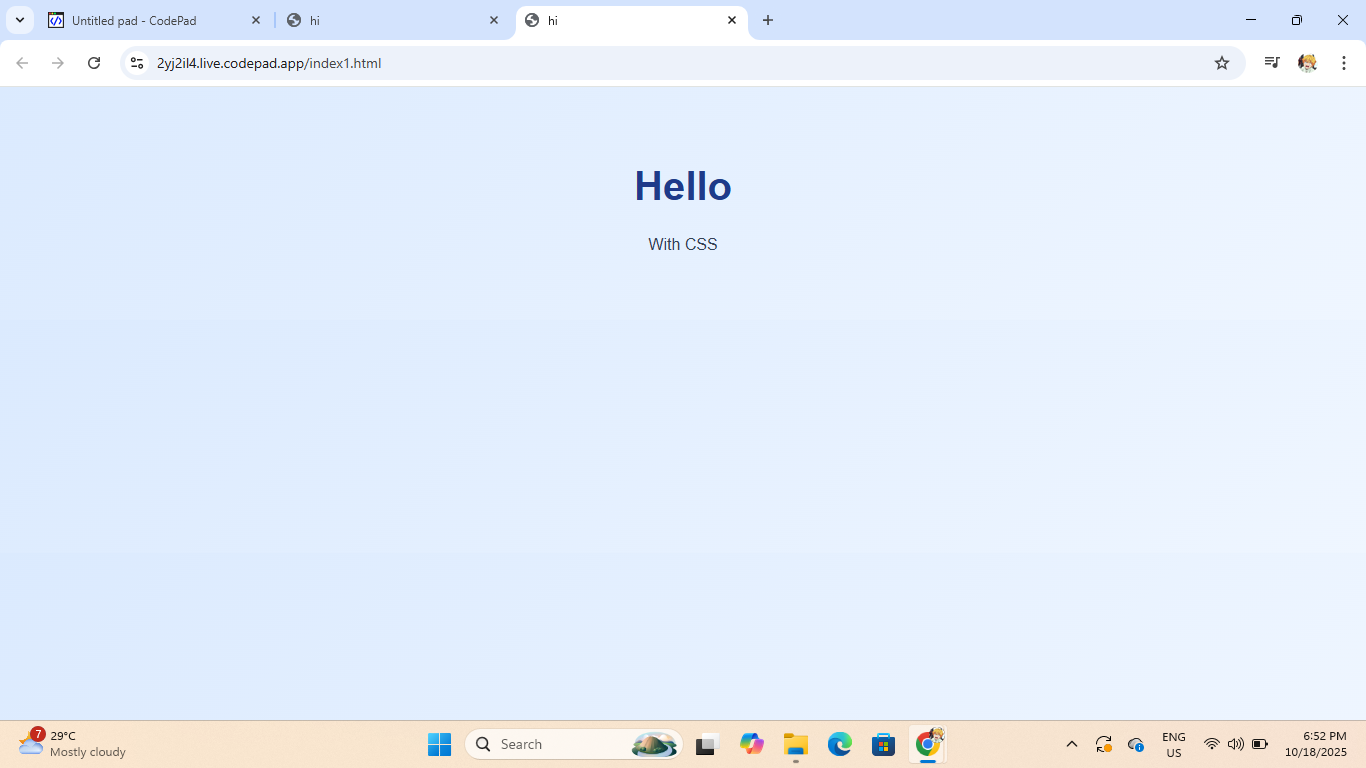 Untitled pad - CodePad
hi
hi
2yj2il4.live.codepad.app/index1.html
Hello
With CSS
7
29°C
Mostly cloudy
Search
ENG
US
6:52 PM
10/18/2025